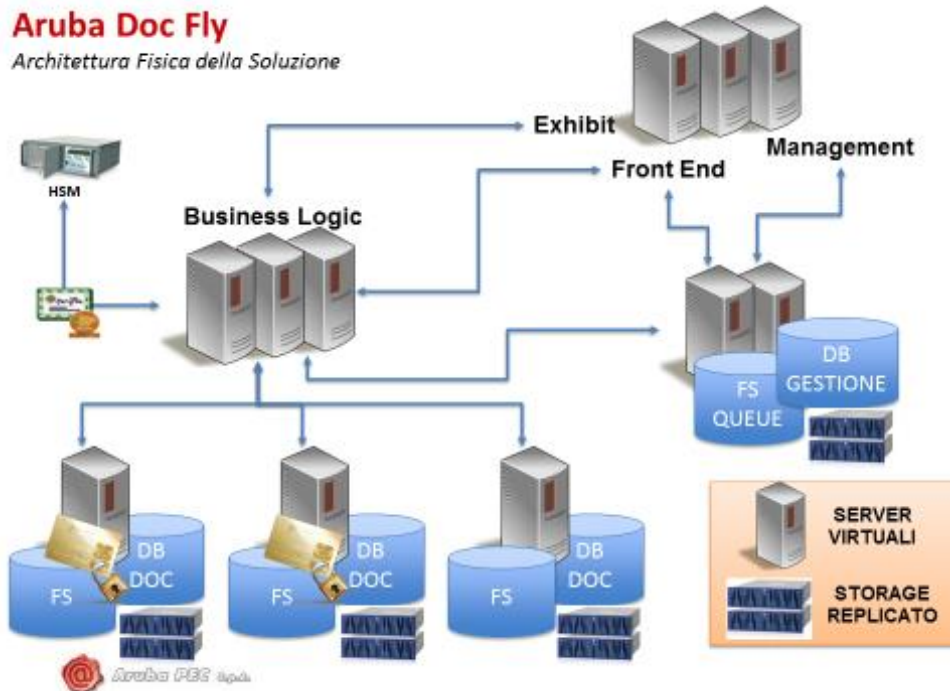 Aruba Doc Fly
Architettura Fisica della Soluzione
Exhibit
Management
Front End
HSM
Business Logic
DB
GESTIONE
FS
QUEUE
DB
DOC
FS
DB
DOC
FS
DB
DOC
FS
SERVER
VIRTUALI
STORAGE
REPLICATO
@ Aruba PEC S.p.A.